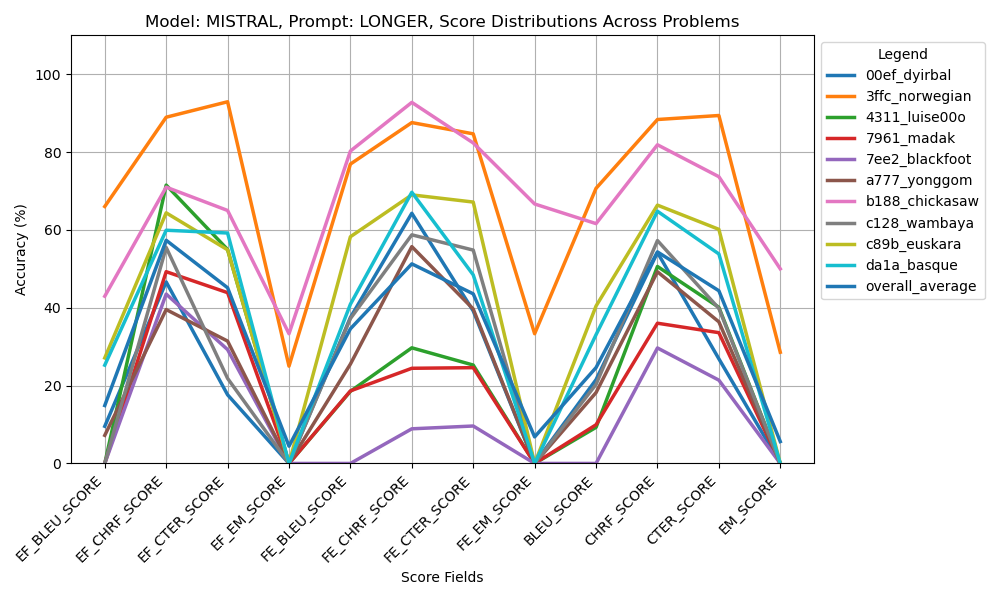 Model: MISTRAL, Prompt: LONGER, Score Distributions Across Problems
Accuracy (%)
100
80
60
40
20
0
EF_BLEU_SCORE
EF_CHRF_SCORE
EF_CTER_SCORE
EF_EM_SCORE
FE_BLEU_SCORE
FE_CHRF_SCORE
FE_CTER_SCORE
FE_EM_SCORE
BLEU_SCORE
CHRF_SCORE
CTER_SCORE
EM_SCORE
Score Fields
Legend
00ef_dyirbal
3ffc_norwegian
4311_luise00o
7961_madak
7ee2_blackfoot
a777_yonggom
b188_chickasaw
c128_wambaya
c89b_euskara
da1a_basque
overall_average